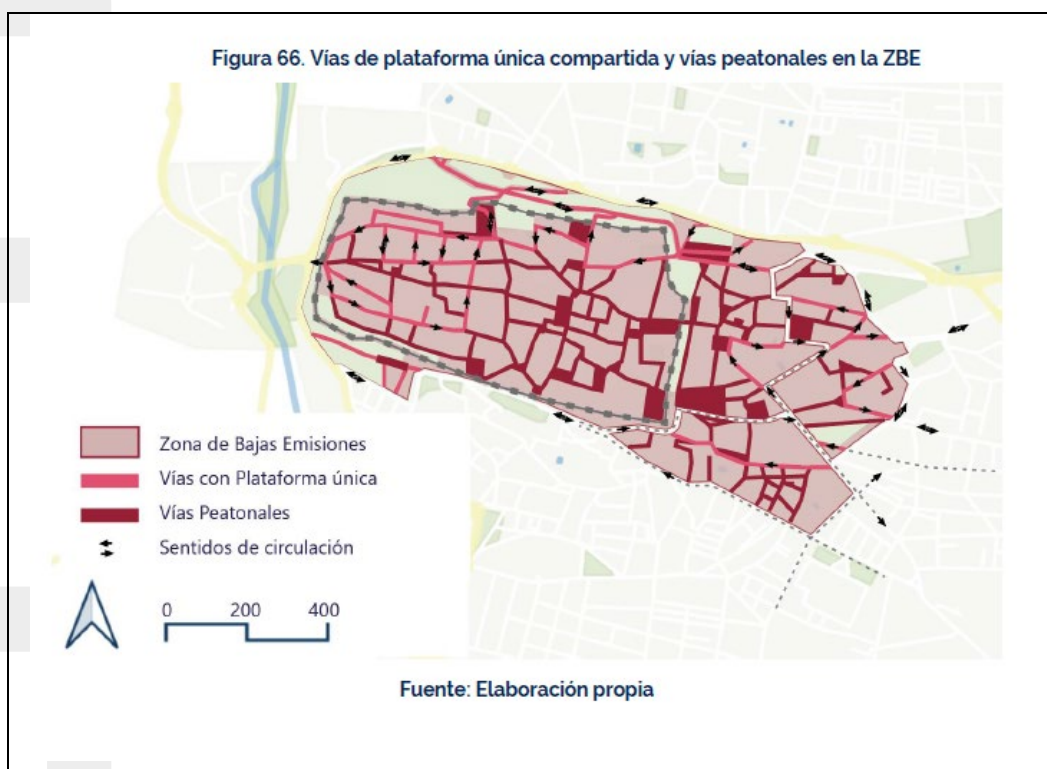 Figura 66. Vías de plataforma única compartida y vías peatonales en la ZBE
Zona de Bajas Emisiones
Vías con Plataforma única
Vías Peatonales
Sentidos de circulación
0 200 400
Fuente: Elaboración propia